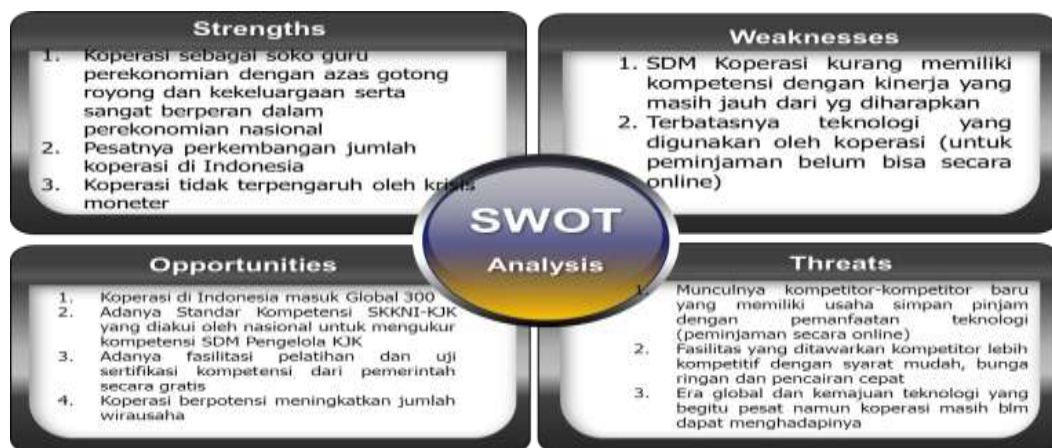 Strengths
1. Koperasi sebagai soko guru
perekonomian dengan azas gotong
royong dan kekeluargaan serta
sangat berperan dalam
perekonomian nasional
2. Pesatnya perkembangan jumlah
koperasi di Indonesia
3. Koperasi tidak terpengaruh oleh krisis
moneter
Weaknesses
1. SDM Koperasi kurang memiliki
kompetensi dengan kinerja yang
masih jauh dari yg diharapkan
2. Terbatasnya teknologi yang
digunakan oleh koperasi (untuk
peminjaman belum bisa secara
online)
SWOT
Analysis
Opportunities
1. Koperasi di Indonesia masuk Global 300
2. Adanya Standar Kompetensi SKKNI-KJK
yang diakui oleh nasional untuk mengukur
kompetensi SDM Pengelola KJK
3. Adanya fasilitasi pelatihan dan uji
sertifikasi kompetensi dari pemerintah
secara gratis
4. Koperasi berpotensi meningkatkan jumlah
wirausaha
Threats
1. Munculnya kompetitor-kompetitor baru
yang memiliki usaha simpan pinjam
dengan pemanfaatan teknologi
(peminjaman secara online)
2. Fasilitas yang ditawarkan kompetitor lebih
kompetitif dengan syarat mudah, bunga
ringan dan pencairan cepat
3. Era global dan kemajuan teknologi yang
begitu pesat namun koperasi masih blm
dapat menghadapinya